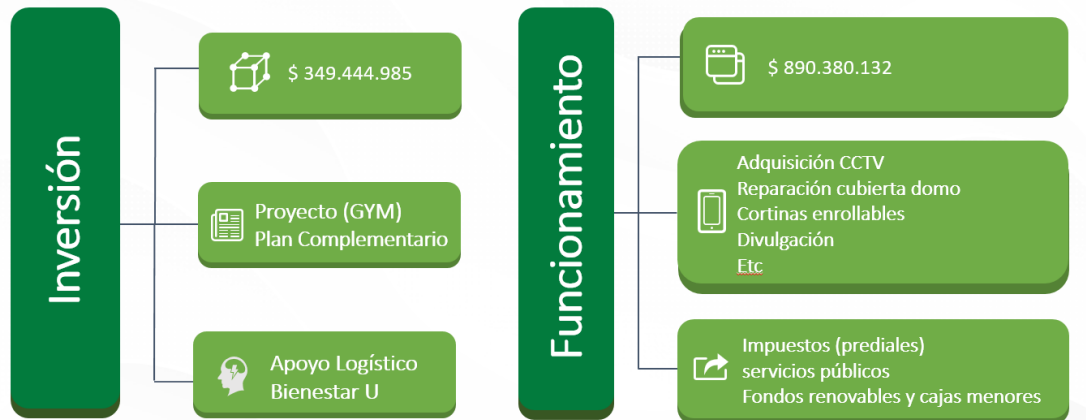 Inversión
$ 349.444.985
Proyecto (GYM)
Plan Complementario
Apoyo Logístico
Bienestar U
Funcionamiento
$ 890.380.132
Adquisición CCTV
Reparación cubierta domo
Cortinas enrollables
Divulgación
Etc
Impuestos (prediales)
servicios públicos
Fondos renovables y cajas menores